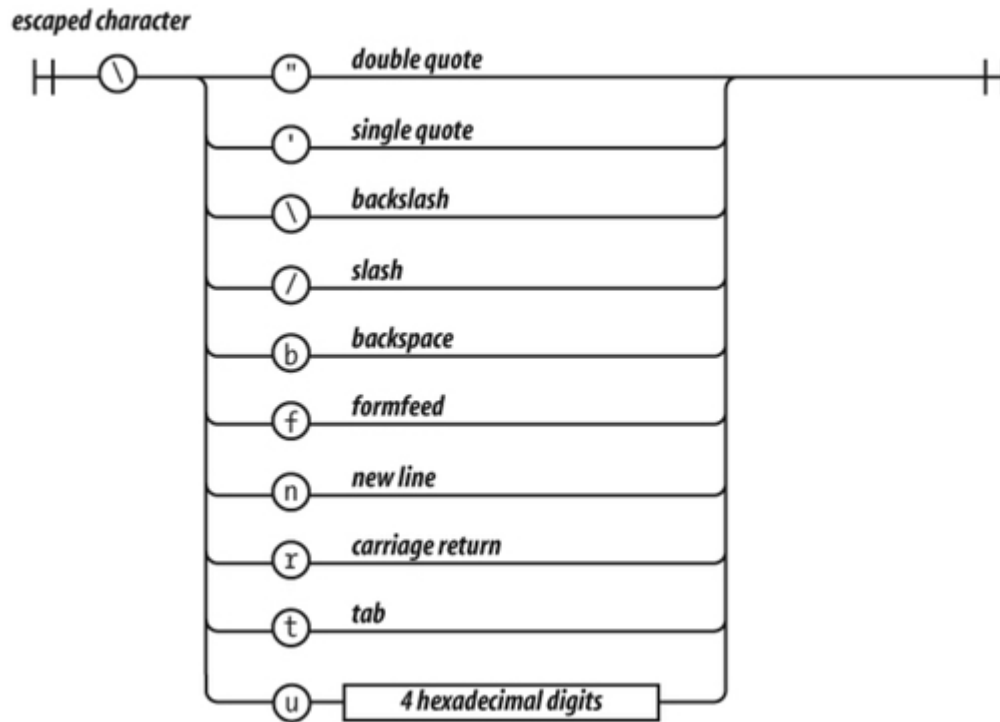 escaped character
\
" double quote
' single quote
\ backslash
/ slash
b backspace
f formfeed
n new line
r carriage return
t tab
u 4 hexadecimal digits